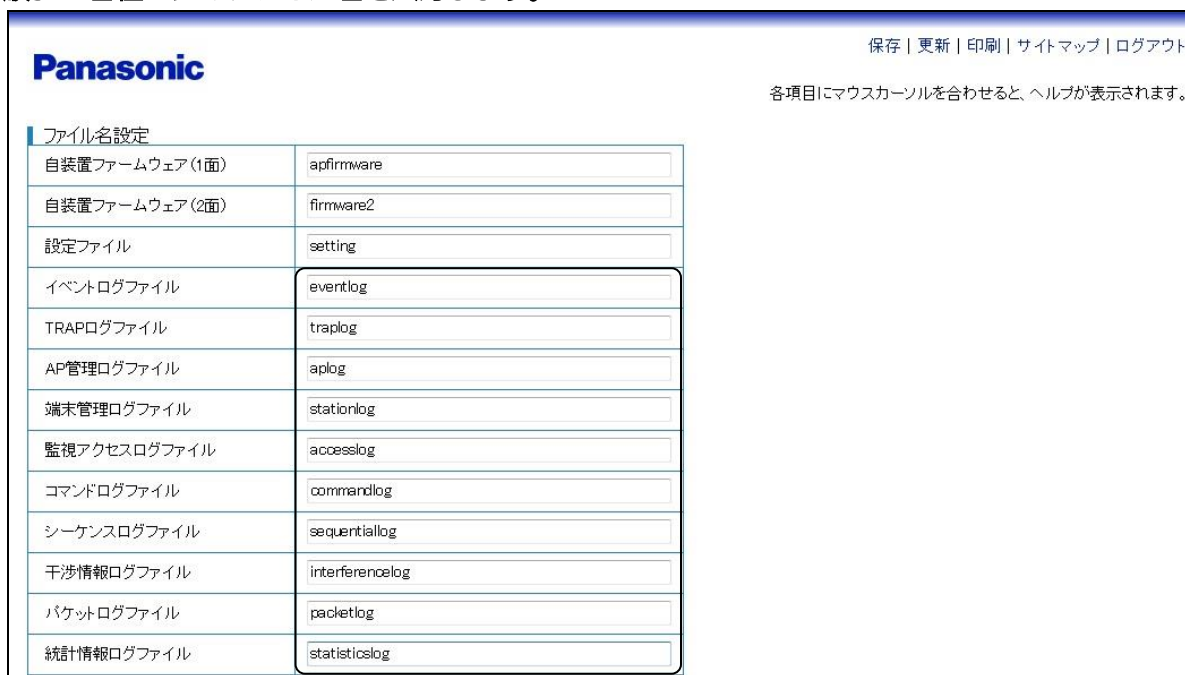 保存 | 更新 | 印刷 | サイトマップ | ログアウト
Panasonic
各項目にマウスカーソルを合わせると、ヘルプが表示されます。
ファイル名設定
自装置ファームウェア(1面) apfirmware
自装置ファームウェア(2面) firmware2
設定ファイル setting
イベントログファイル eventlog
TRAPログファイル traplog
AP管理ログファイル aplog
端末管理ログファイル stationlog
監視アクセスログファイル accesslog
コマンドログファイル commandlog
シーケンスログファイル sequentiallog
干渉情報ログファイル interferencelog
パケットログファイル packetlog
統計情報ログファイル statisticslog